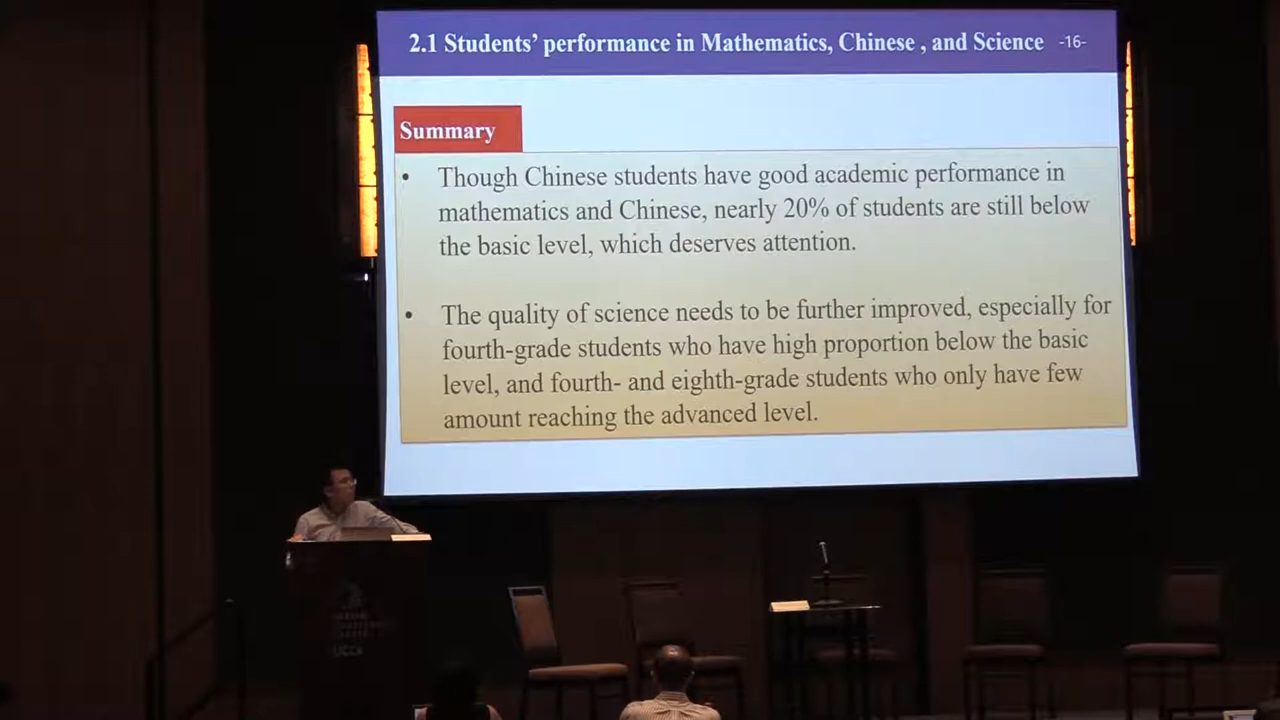 2.1 Students' performance in Mathematics, Chinese , and Science -16-
Summary
• Though Chinese students have good academic performance in
mathematics and Chinese, nearly 20% of students are still below
the basic level, which deserves attention.
• The quality of science needs to be further improved, especially for
fourth-grade students who have high proportion below the basic
level, and fourth- and eighth-grade students who only have few
amount reaching the advanced level.